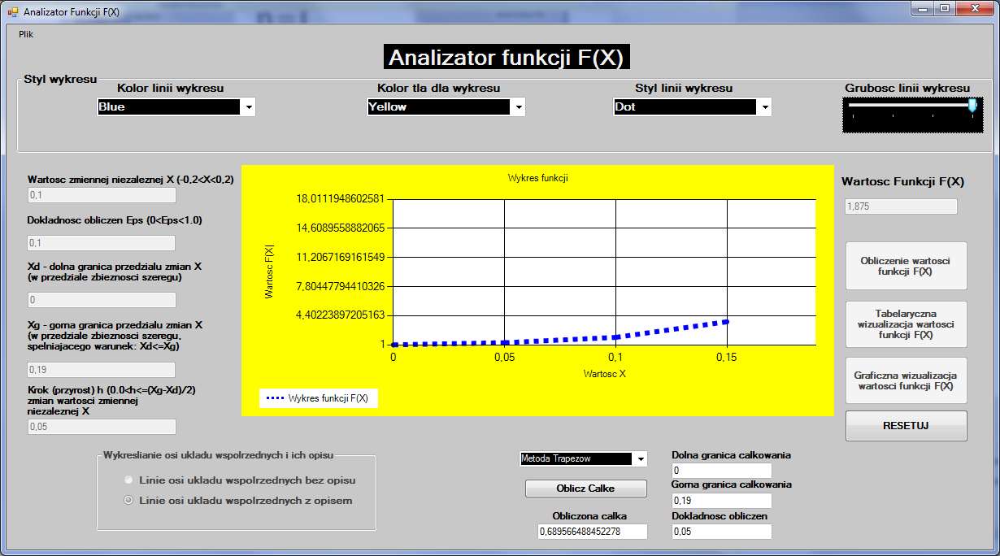 Analizator Funkcji F(X)
Plik
Analizator funkcji F(X)
Styl wykresu
Kolor linii wykresu
Blue
Kolor tla dla wykresu
Yellow
Styl linii wykresu
Dot
Grubosc linii wykresu
Wartosc zmiennej niezaleznej X (-0,2<X<0,2)
0,1
Dokladnosc obliczen Eps (0<Eps<1.0)
0,1
Xd - dolna granica przedzialu zmian X
(w przedziale zbieznosci szeregu)
0
Xg - gorna granica przedzialu zmian X
(w przedziale zbieznosci szeregu,
spelniajacego warunek: Xd<=Xg)
0,19
Krok (przyrost) h (0.0<h<=(Xg-Xd)/2)
zmian wartosci zmiennej
niezaleznej X
0,05
Wykres funkcji
Wartosc F(X)
18,0111948602581
14,6089558882065
11,2067169161549
7,80447794410326
4,40223897205163
1
0
0,05
0,1
0,15
Wartosc X
Wykres funkcji F(X)
Wartosc Funkcji F(X)
1,875
Obliczenie wartosci
funkcji F(X)
Tabelaryczna
wizualizacja wartosci
funkcji F(X)
Graficzna wizualizacja
wartosci funkcji F(X)
RESETUJ
Wykreslianie osi ukladu wspolrzednych i ich opisu
Linie osi ukladu wspolrzednych bez opisu
Linie osi ukladu wspolrzednych z opisem
Metoda Trapezow
Oblicz Calke
Obliczona calka
0,689566488452278
Dolna granica calkowania
0
Gorna granica calkowania
0,19
Dokladnosc obliczen
0,05